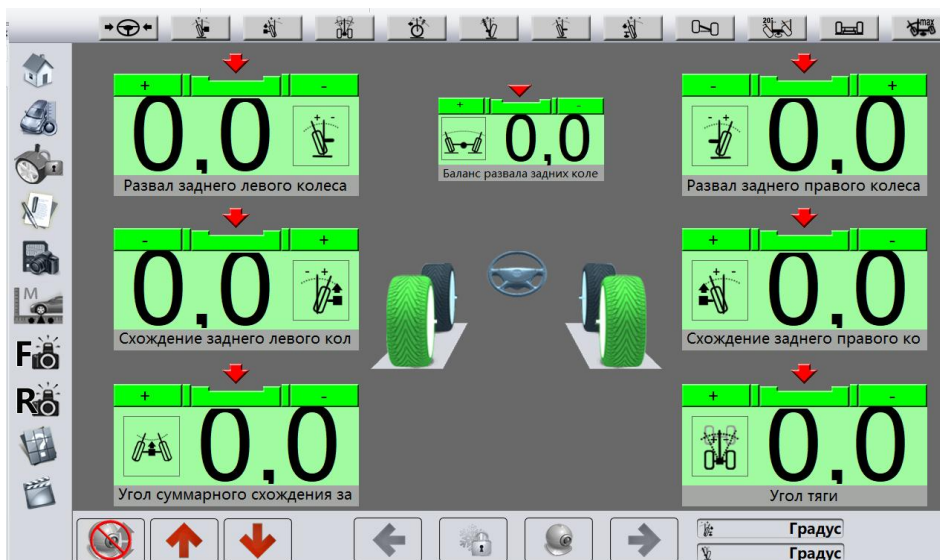 20°
max
+ -
0,0
Развал заднего левого колеса
+ -
0,0
Баланс развала задних коле
- +
0,0
Развал заднего правого колеса
- +
0,0
Схождение заднего левого кол
+ -
0,0
Схождение заднего правого ко
+ -
0,0
Угол суммарного схождения за
+ -
0,0
Угол тяги
M
F
R
Градус
Градус